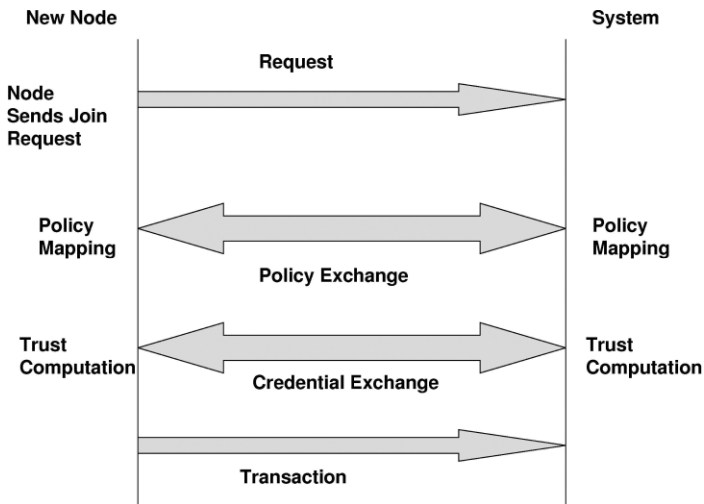 New Node
System
Request
Node
Sends Join
Request
Policy
Mapping
Policy
Mapping
Policy Exchange
Trust
Computation
Trust
Computation
Credential Exchange
Transaction